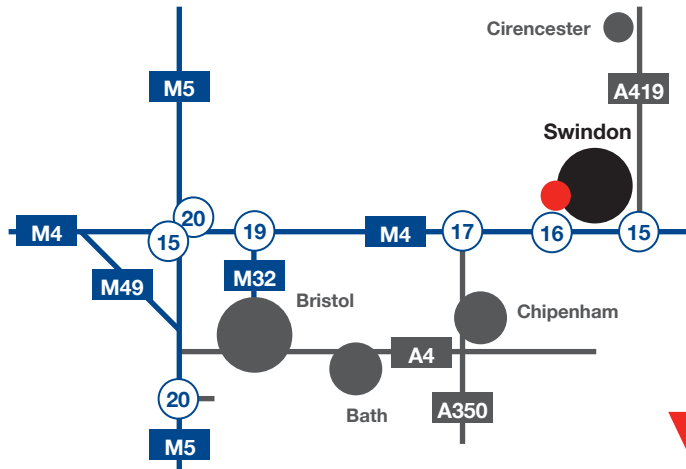 Cirencester
M5
A419
Swindon
20
M4
15
19
M4
17
16
15
M49
M32
Bristol
Chipenham
A4
20
Bath
A350
M5